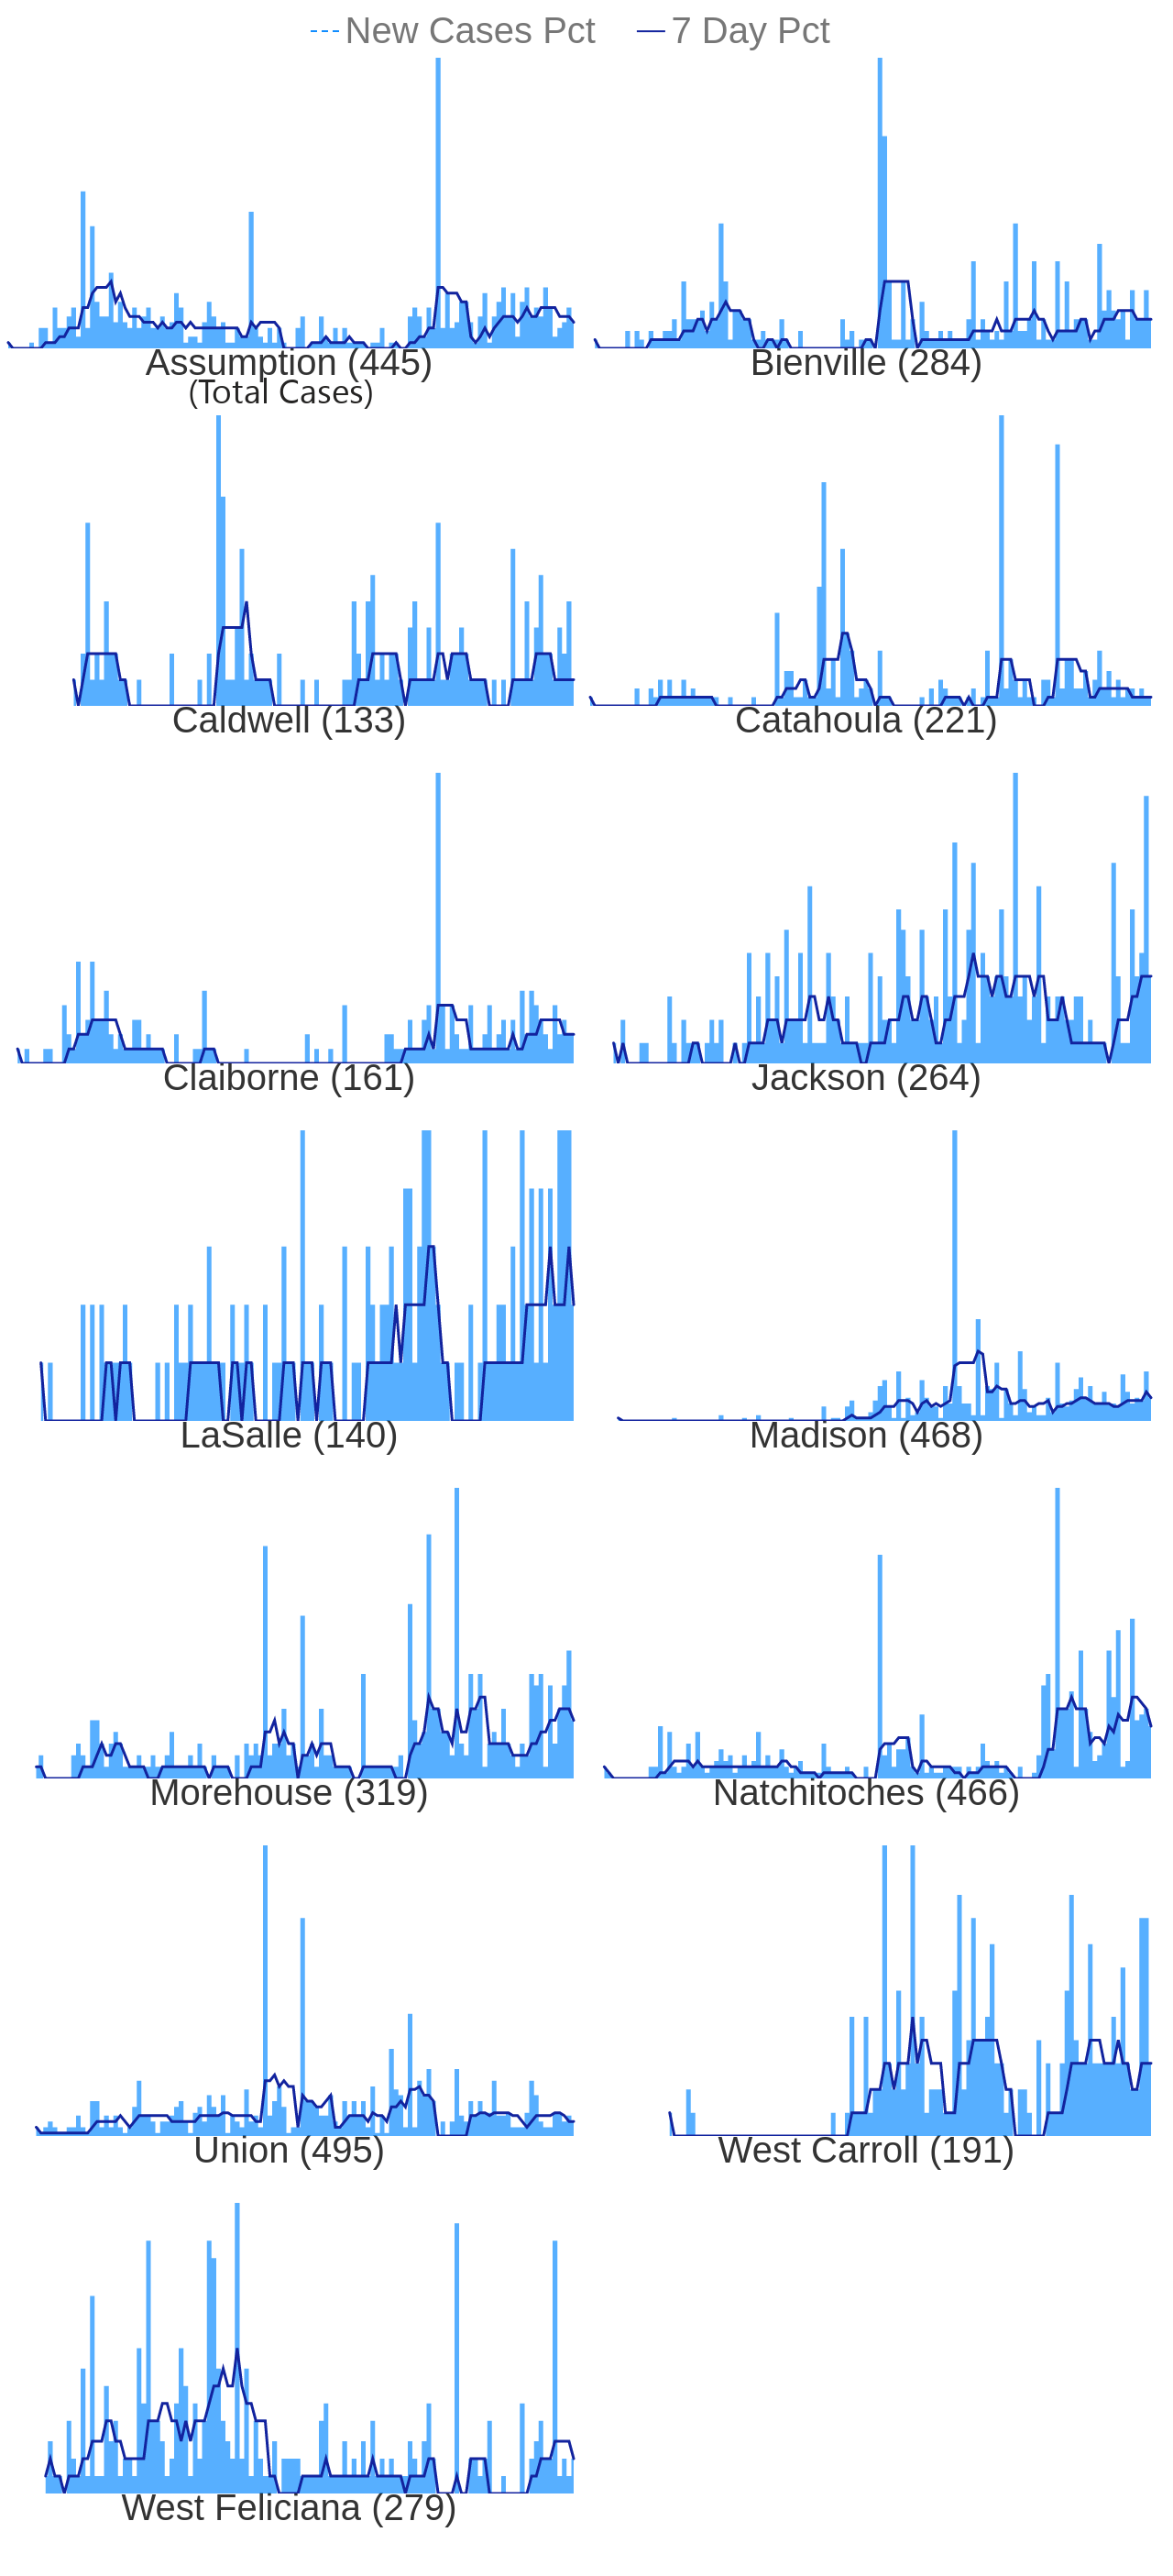 New Cases Pct 7 Day Pct
Assumption (445) Bienville (284)
(Total Cases)
Caldwell (133) Catahoula (221)
Claiborne (161) Jackson (264)
LaSalle (140) Madison (468)
Morehouse (319) Natchitoches (466)
Union (495) West Carroll (191)
West Feliciana (279)